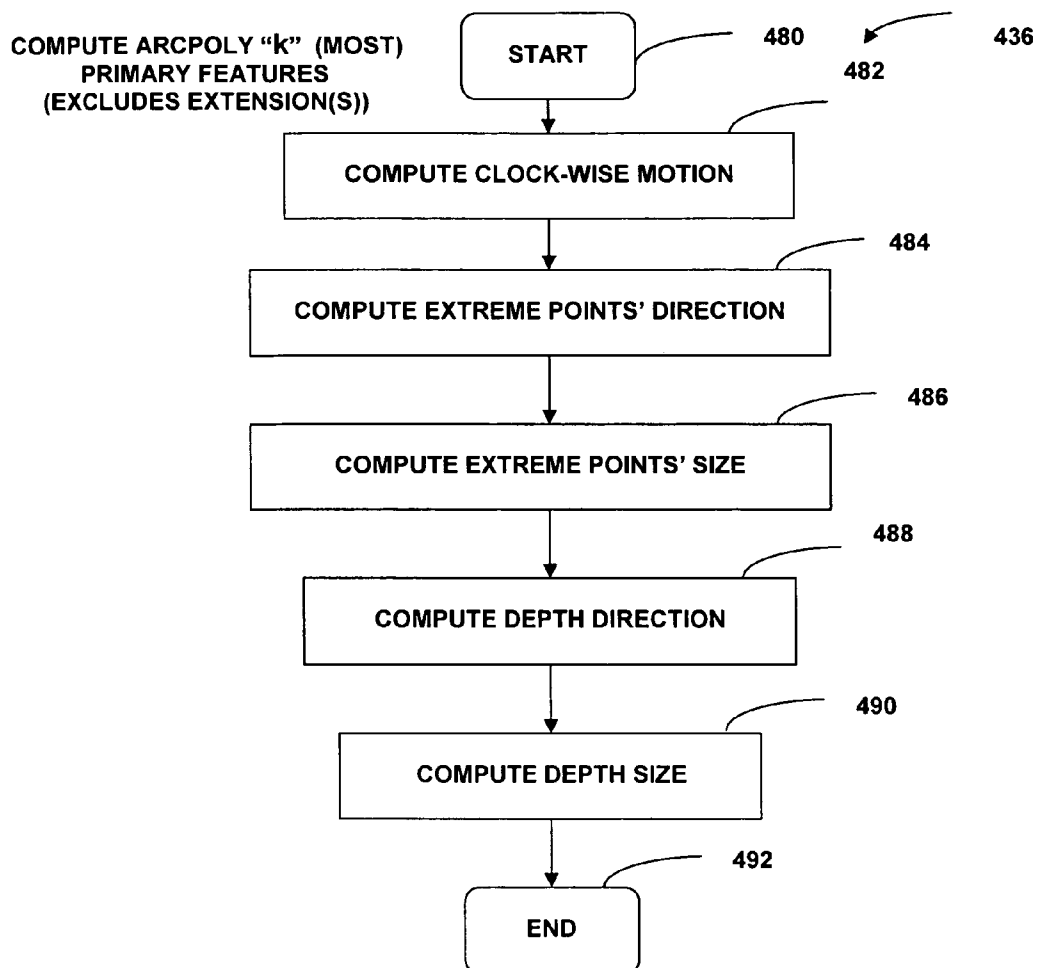 COMPUTE ARCPOLY "k" (MOST)
PRIMARY FEATURES
(EXCLUDES EXTENSION(S))
START
480
436
482
COMPUTE CLOCK-WISE MOTION
484
COMPUTE EXTREME POINTS' DIRECTION
486
COMPUTE EXTREME POINTS' SIZE
488
COMPUTE DEPTH DIRECTION
490
COMPUTE DEPTH SIZE
492
END